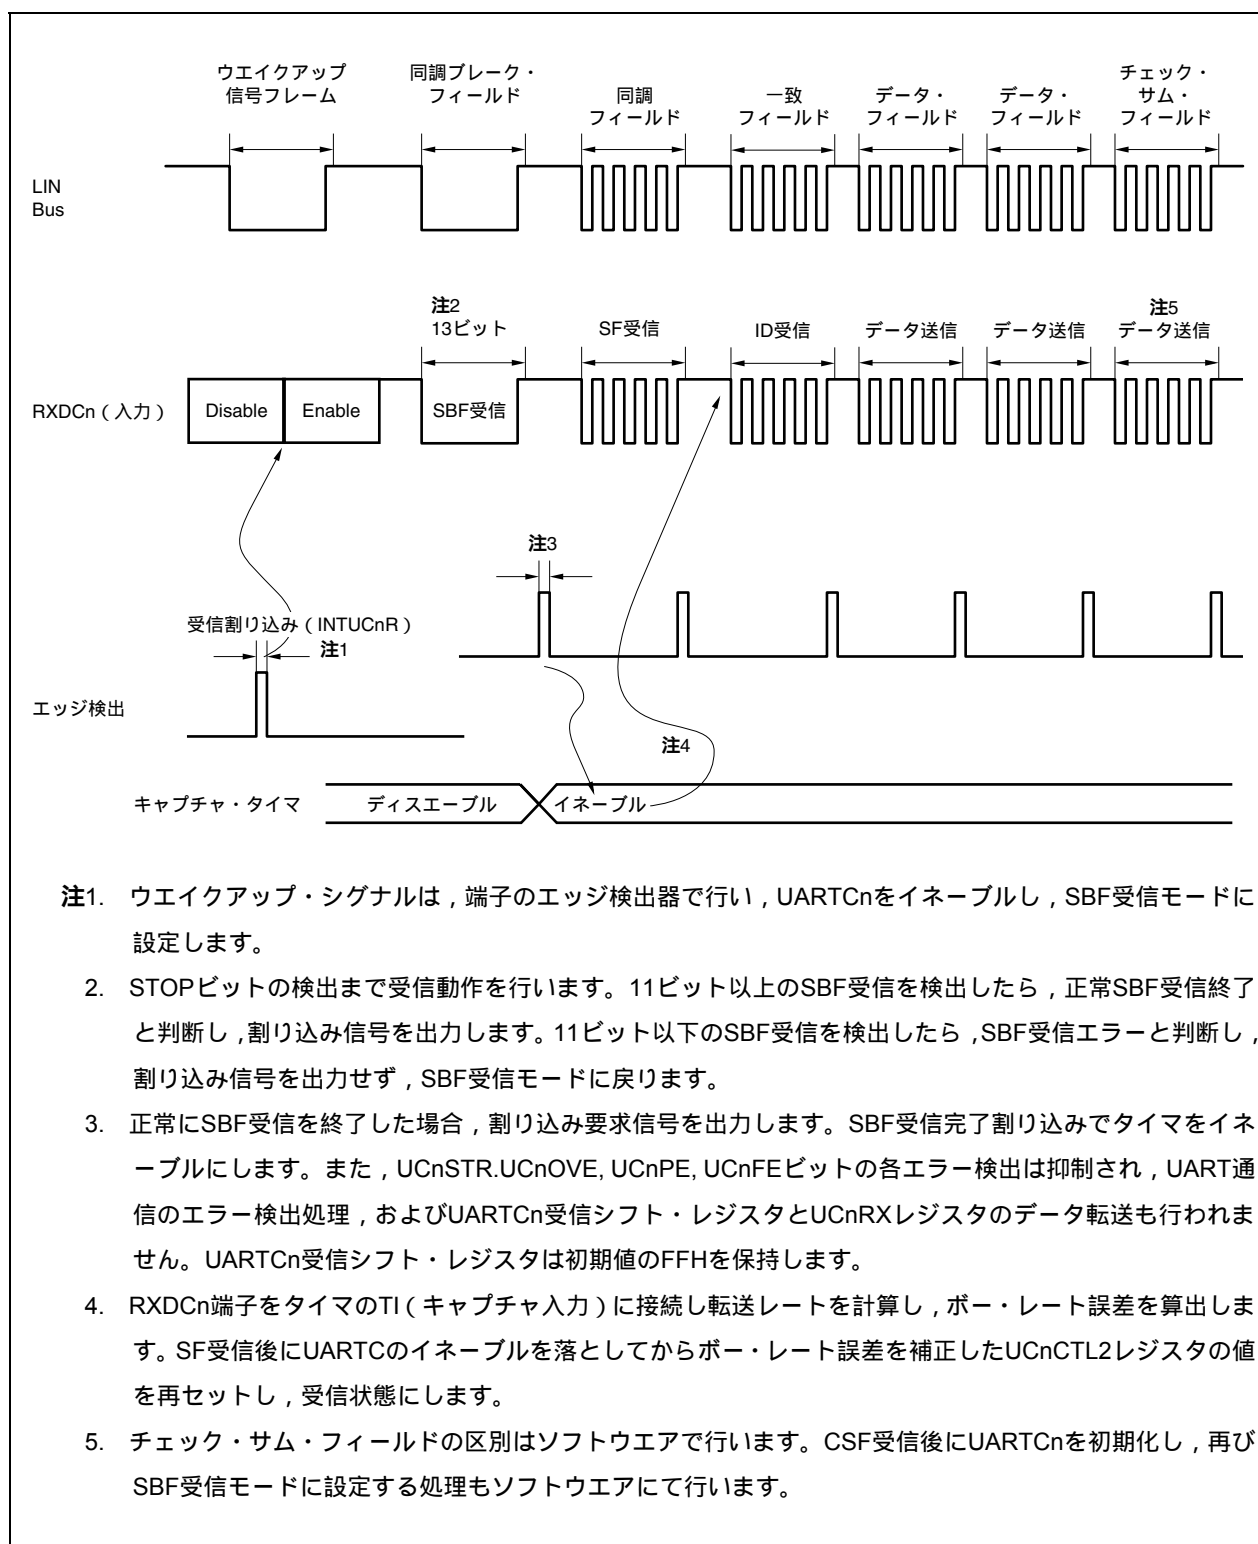 ウエイクアップ
信号フレーム
同調ブレーク・
フィールド
同調
フィールド
一致
フィールド
データ・
フィールド
データ・
フィールド
チェック・
サム・
フィールド
LIN
Bus
注2
13ビット
SF受信
ID受信
データ送信
データ送信
注5
データ送信
RXDCn（入力）
Disable
Enable
SBF受信
注3
受信割り込み（INTUCnR）
注1
エッジ検出
注4
キャプチャ・タイマ
ディスエーブル
イネーブル
注1. ウエイクアップ・シグナルは，端子のエッジ検出器で行い，UARTCnをイネーブルし，SBF受信モードに
設定します。
2. STOPビットの検出まで受信動作を行います。11ビット以上のSBF受信を検出したら，正常SBF受信終了
と判断し，割り込み信号を出力します。11ビット以下のSBF受信を検出したら，SBF受信エラーと判断し，
割り込み信号を出力せず，SBF受信モードに戻ります。
3. 正常にSBF受信を終了した場合，割り込み要求信号を出力します。SBF受信完了割り込みでタイマをイネ
ーブルにします。また，UCnSTR.UCnOVE, UCnPE, UCnFEビットの各エラー検出は抑制され，UART通
信のエラー検出処理，およびUARTCn受信シフト・レジスタとUCnRXレジスタのデータ転送も行われま
せん。UARTCn受信シフト・レジスタは初期値のFFHを保持します。
4. RXDCn端子をタイマのTI（キャプチャ入力）に接続し転送レートを計算し，ボー・レート誤差を算出しま
す。SF受信後にUARTCのイネーブルを落としてからボー・レート誤差を補正したUCnCTL2レジスタの値
を再セットし，受信状態にします。
5. チェック・サム・フィールドの区別はソフトウエアで行います。CSF受信後にUARTCnを初期化し，再び
SBF受信モードに設定する処理もソフトウエアにて行います。